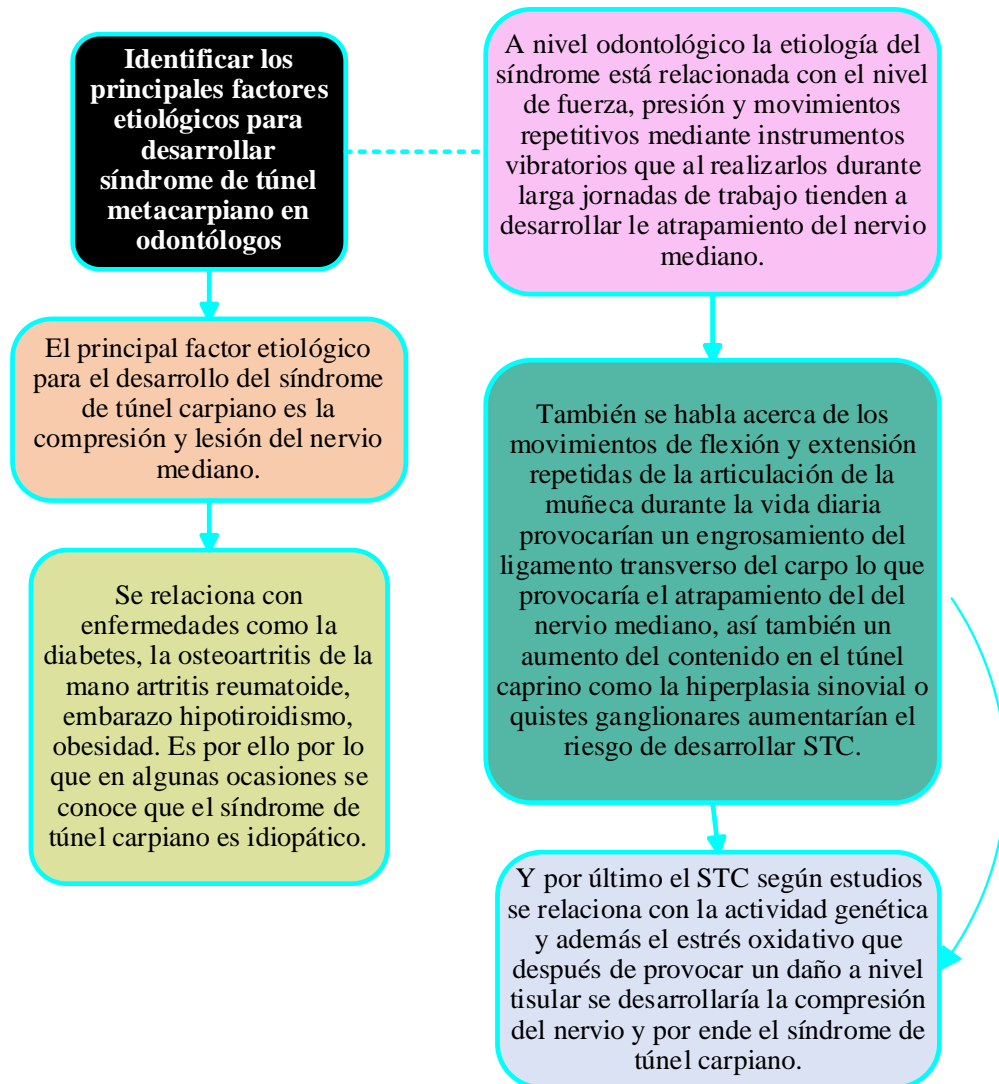 Identificar los
principales factores
etiológicos para
desarrollar
síndrome de túnel
metacarpiano en
odontólogos
El principal factor etiológico
para el desarrollo del síndrome
de túnel carpiano es la
compresión y lesión del nervio
mediano.
Se relaciona con
enfermedades como la
diabetes, la osteoartritis de la
mano artritis reumatoide,
embarazo hipotiroidismo,
obesidad. Es por ello por lo
que en algunas ocasiones se
conoce que el síndrome de
túnel carpiano es idiopático.
A nivel odontológico la etiología del
síndrome está relacionada con el nivel
de fuerza, presión y movimientos
repetitivos mediante instrumentos
vibratorios que al realizarlos durante
larga jornadas de trabajo tienden a
desarrollar le atrapamiento del nervio
mediano.
También se habla acerca de los
movimientos de flexión y extensión
repetidas de la articulación de la
muñeca durante la vida diaria
provocarían un engrosamiento del
ligamento transverso del carpo lo que
provocaría el atrapamiento del del
nervio mediano, así también un
aumento del contenido en el túnel
caprino como la hiperplasia sinovial o
quistes ganglionares aumentarían el
riesgo de desarrollar STC.
Y por último el STC según estudios
se relaciona con la actividad genética
y además el estrés oxidativo que
después de provocar un daño a nivel
tisular se desarrollaría la compresión
del nervio y por ende el síndrome de
túnel carpiano.